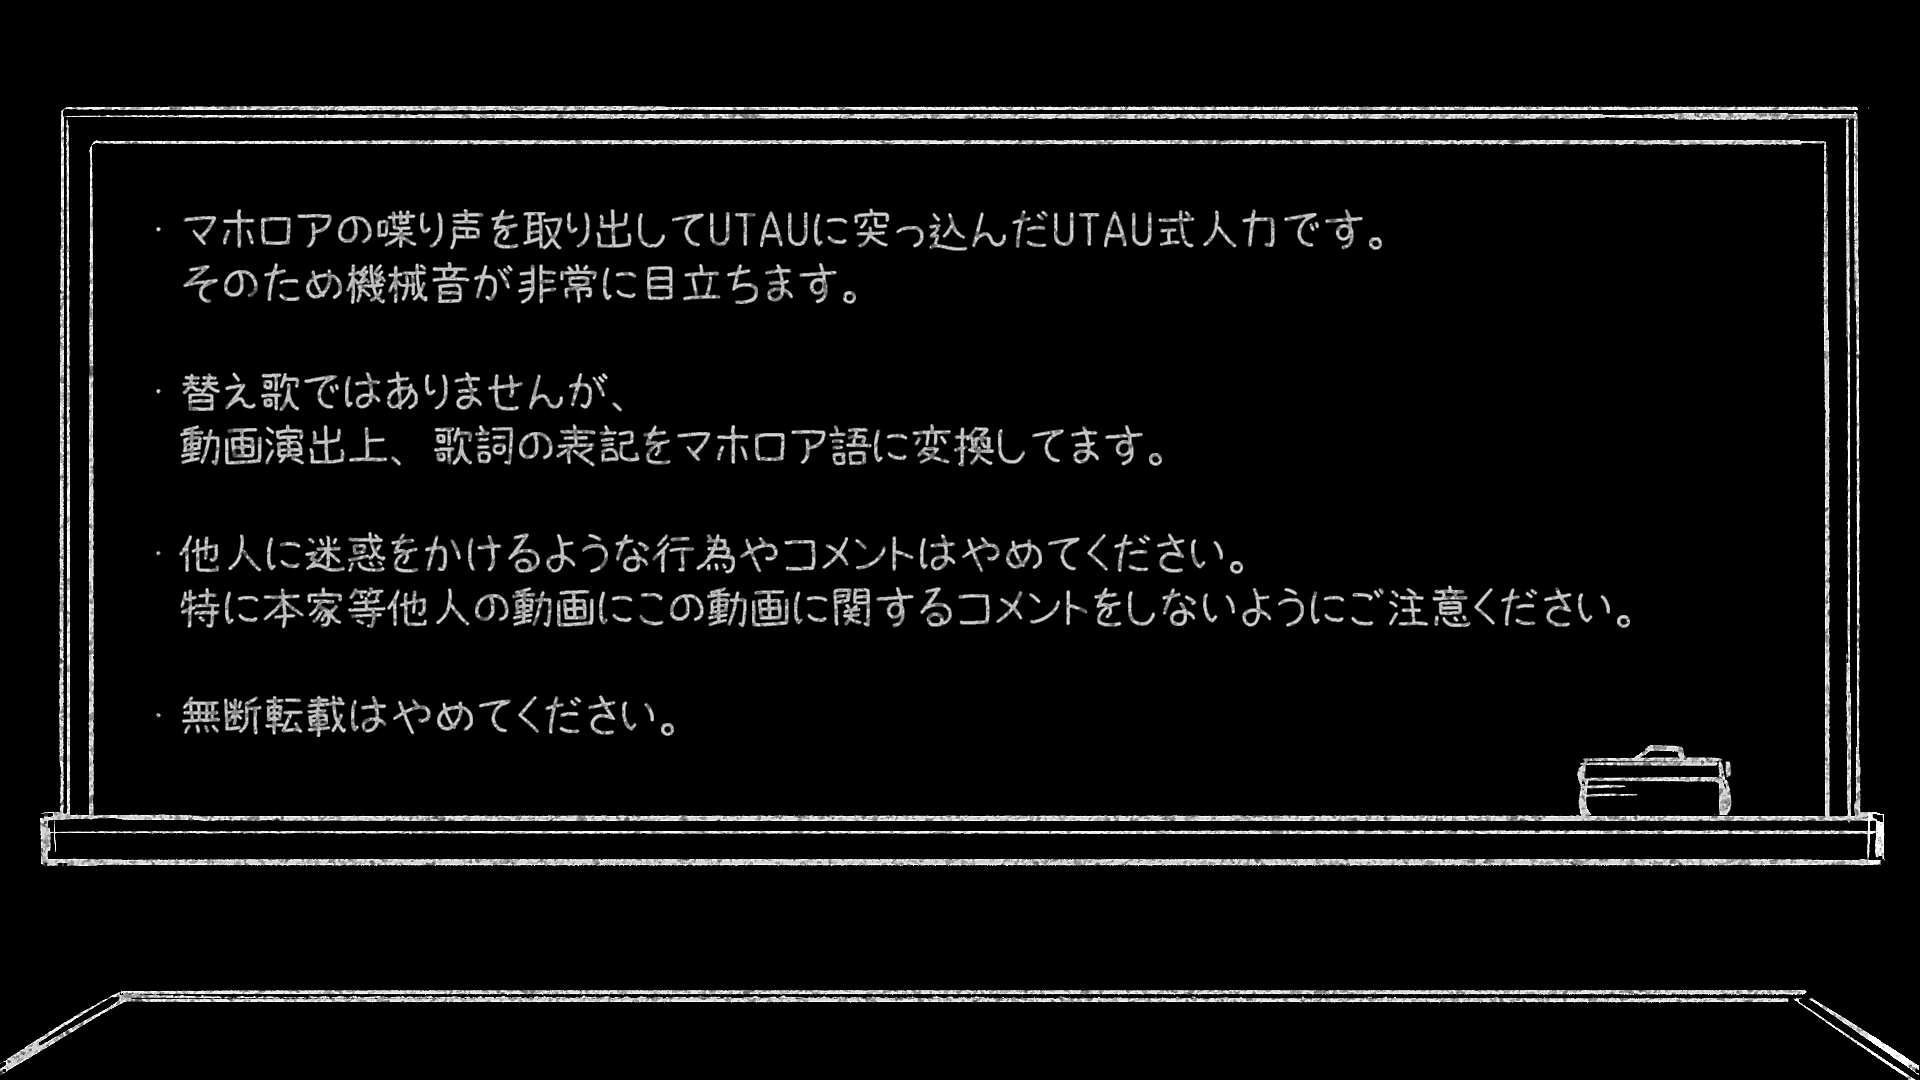 ・マホロアの喋り声を取り出してUTAUに突っ込んだUTAU式人力です。
そのため機械音が非常に目立ちます。
・替え歌ではありませんが、
動画演出上、歌詞の表記をマホロア語に変換してます。
・他人に迷惑をかけるような行為やコメントはやめてください。
特に本家等他人の動画にこの動画に関するコメントをしないようにご注意ください。
・無断転載はやめてください。